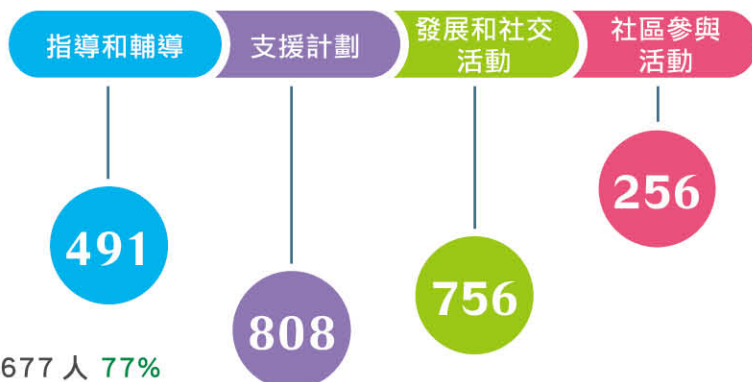 指導和輔導
支援計劃
發展和社交
活動
社區參與
活動
491
808
756
256
677 人 77%